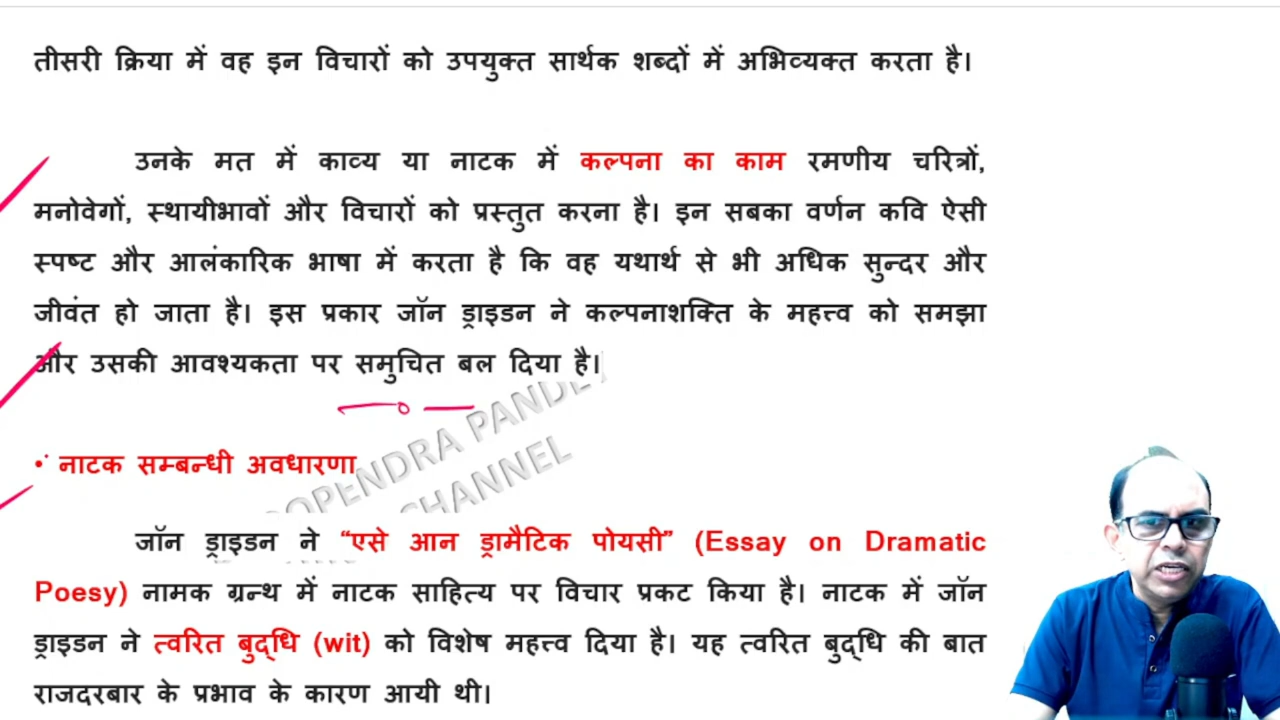 तीसरी क्रिया में वह इन विचारों को उपयुक्त सार्थक शब्दों में अभिव्यक्त करता है।
उनके मत में काव्य या नाटक में कल्पना का काम रमणीय चरित्रों,
मनोवेगों, स्थायीभावों और विचारों को प्रस्तुत करना है। इन सबका वर्णन कवि ऐसी
स्पष्ट और आलंकारिक भाषा में करता है कि वह यथार्थ से भी अधिक सुन्दर और
जीवंत हो जाता है। इस प्रकार जॉन ड्राइडन ने कल्पनाशक्ति के महत्त्व को समझा
और उसकी आवश्यकता पर समुचित बल दिया है।
OPENDRA PANDEY
CHANNEL
• नाटक सम्बन्धी अवधारणा
जॉन ड्राइडन ने “एसे आन ड्रामैटिक पोयसी” (Essay on Dramatic
Poesy) नामक ग्रन्थ में नाटक साहित्य पर विचार प्रकट किया है। नाटक में जॉन
ड्राइडन ने त्वरित बुद्धि (wit) को विशेष महत्त्व दिया है। यह त्वरित बुद्धि की बात
राजदरबार के प्रभाव के कारण आयी थी।